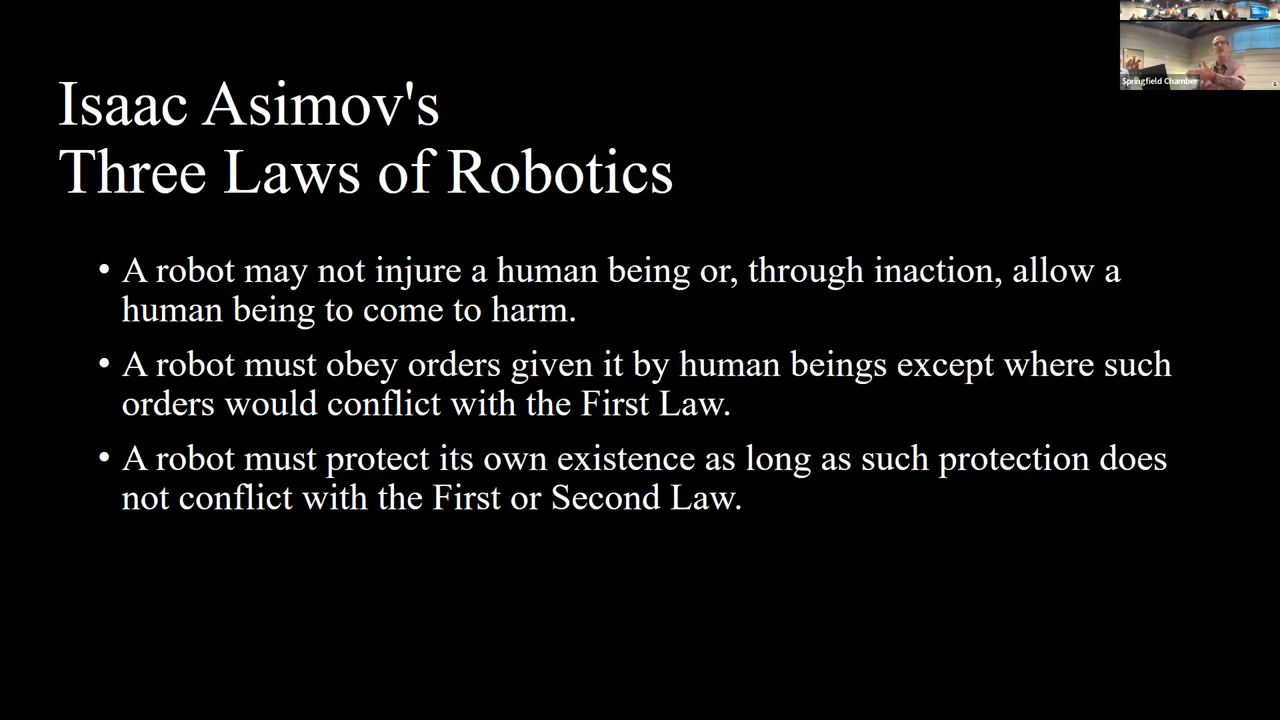 Springfield Chamber
Isaac Asimov's
Three Laws of Robotics
• A robot may not injure a human being or, through inaction, allow a
human being to come to harm.
• A robot must obey orders given it by human beings except where such
orders would conflict with the First Law.
• A robot must protect its own existence as long as such protection does
not conflict with the First or Second Law.